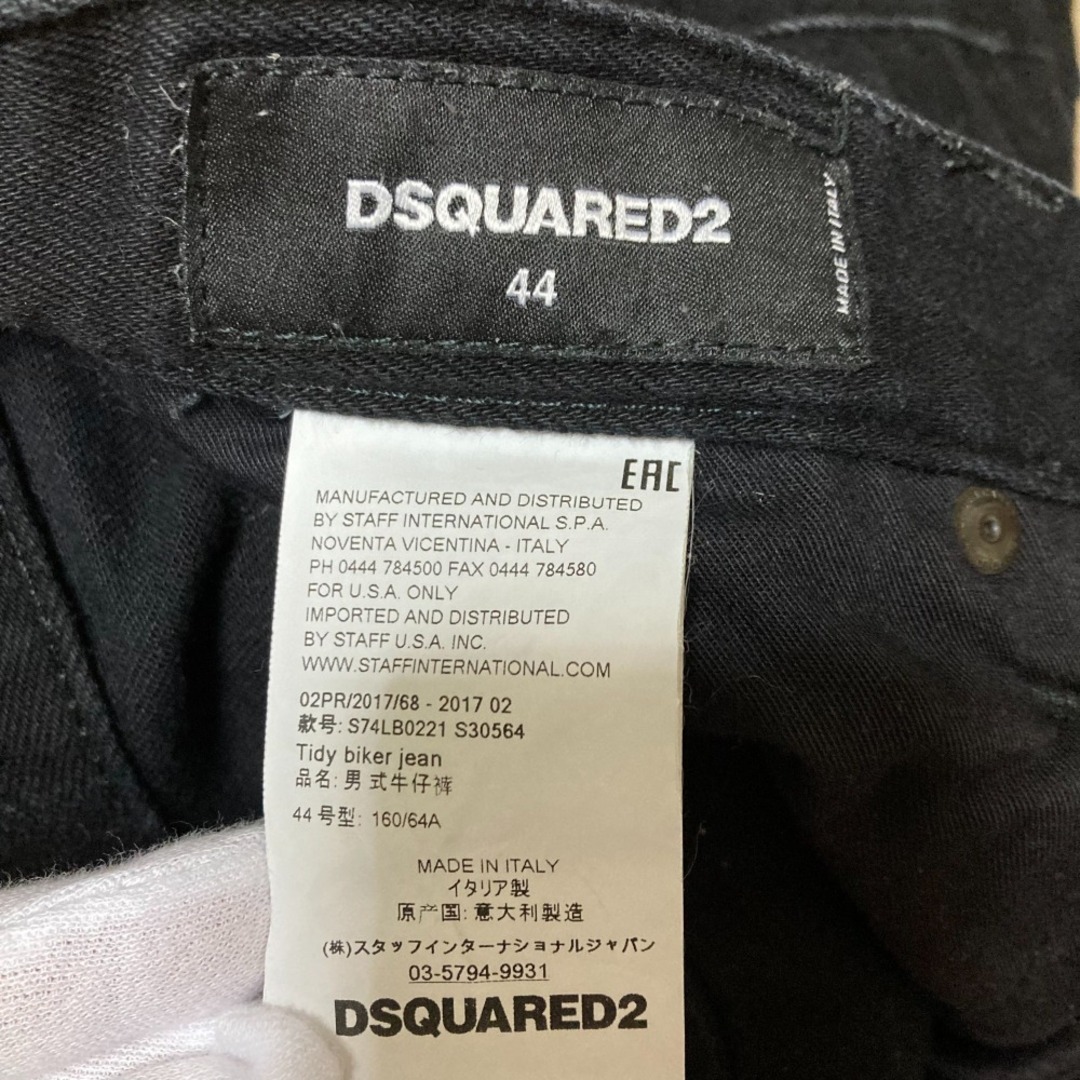 DSQUARED2
44
MADE IN ITALY
EAC
MANUFACTURED AND DISTRIBUTED
BY STAFF INTERNATIONAL S.P.A.
NOVENTA VICENTINA - ITALY
PH 0444 784500 FAX 0444 784580
FOR U.S.A. ONLY
IMPORTED AND DISTRIBUTED
BY STAFF U.S.A. INC.
WWW.STAFFINTERNATIONAL.COM
02PR/2017/68 - 2017 02
款号: S74LB0221 S30564
Tidy biker jean
品名: 男 式牛仔裤
44 号型: 160/64A
MADE IN ITALY
イタリア製
原产国: 意大利製造
(株)スタッフインターナショナルジャパン
03-5794-9931
DSQUARED2